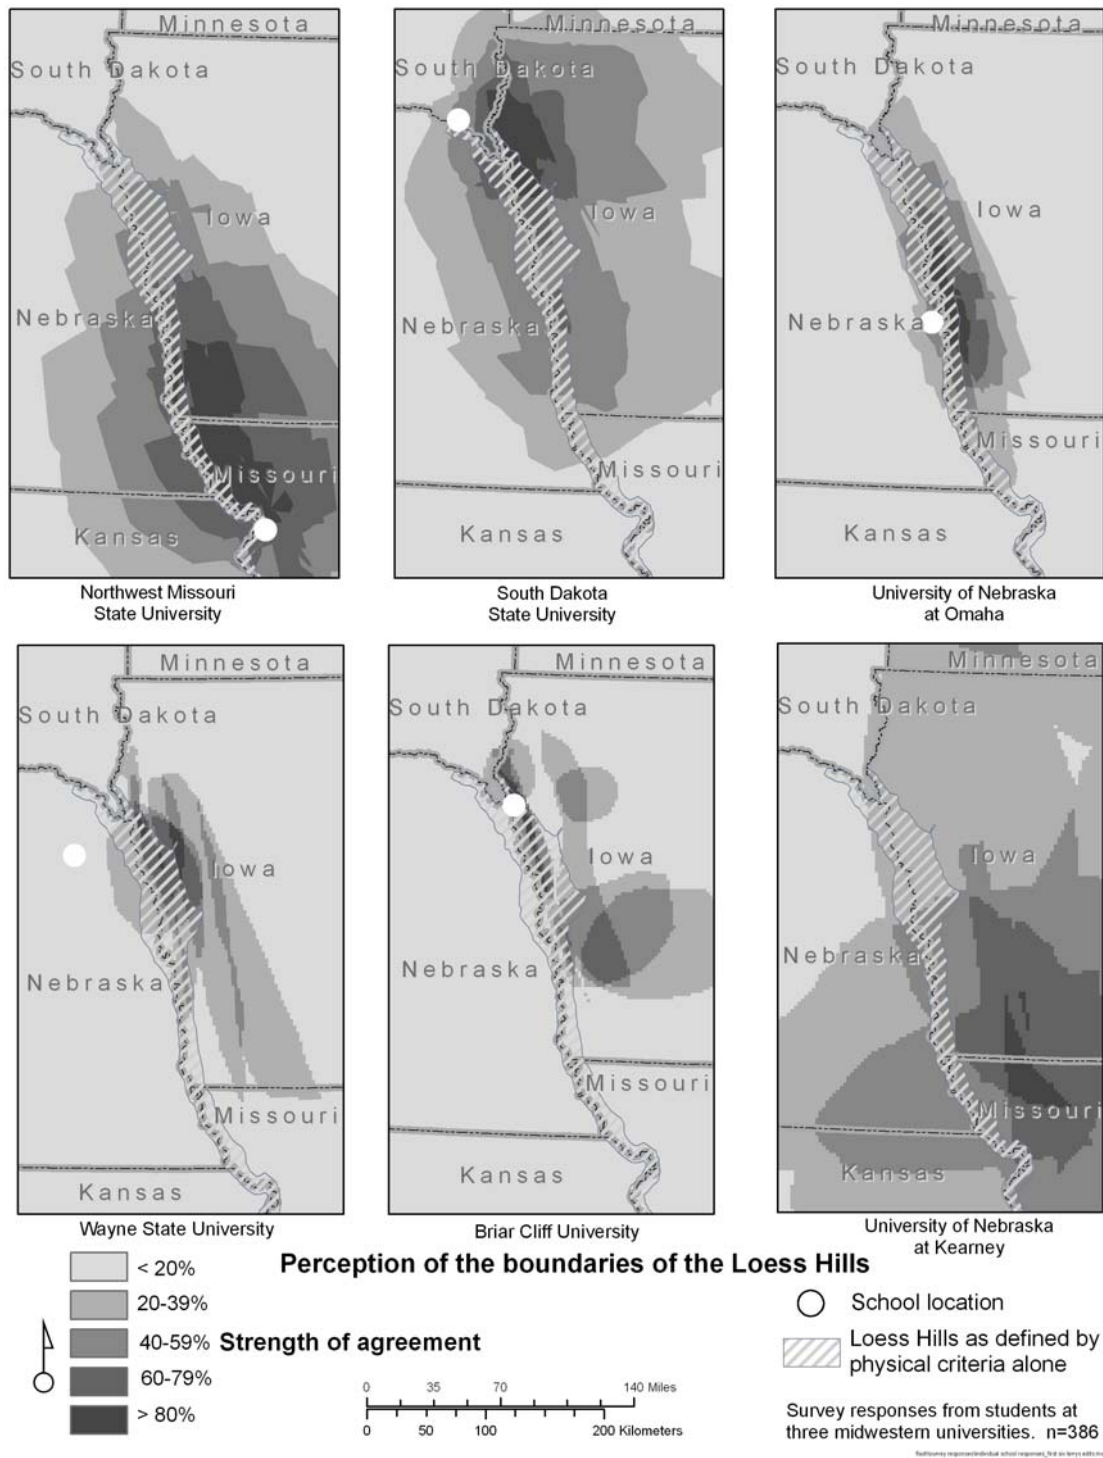 Minnesota
South Dakota
Iowa
Nebraska
Missouri
Kansas
Northwest Missouri
State University
Minnesota
South Dakota
Iowa
Nebraska
Missouri
Kansas
South Dakota
State University
Minnesota
South Dakota
Iowa
Nebraska
Missouri
Kansas
University of Nebraska
at Omaha
Minnesota
South Dakota
Iowa
Nebraska
Missouri
Kansas
Wayne State University
Minnesota
South Dakota
Iowa
Nebraska
Missouri
Kansas
Briar Cliff University
Minnesota
South Dakota
Iowa
Nebraska
Missouri
Kansas
University of Nebraska
at Kearney
Perception of the boundaries of the Loess Hills
< 20%
20-39%
40-59%
60-79%
> 80%
Strength of agreement
0 35 70 140 Miles
0 50 100 200 Kilometers
School location
Loess Hills as defined by
physical criteria alone
Survey responses from students at
three midwestern universities. n=386